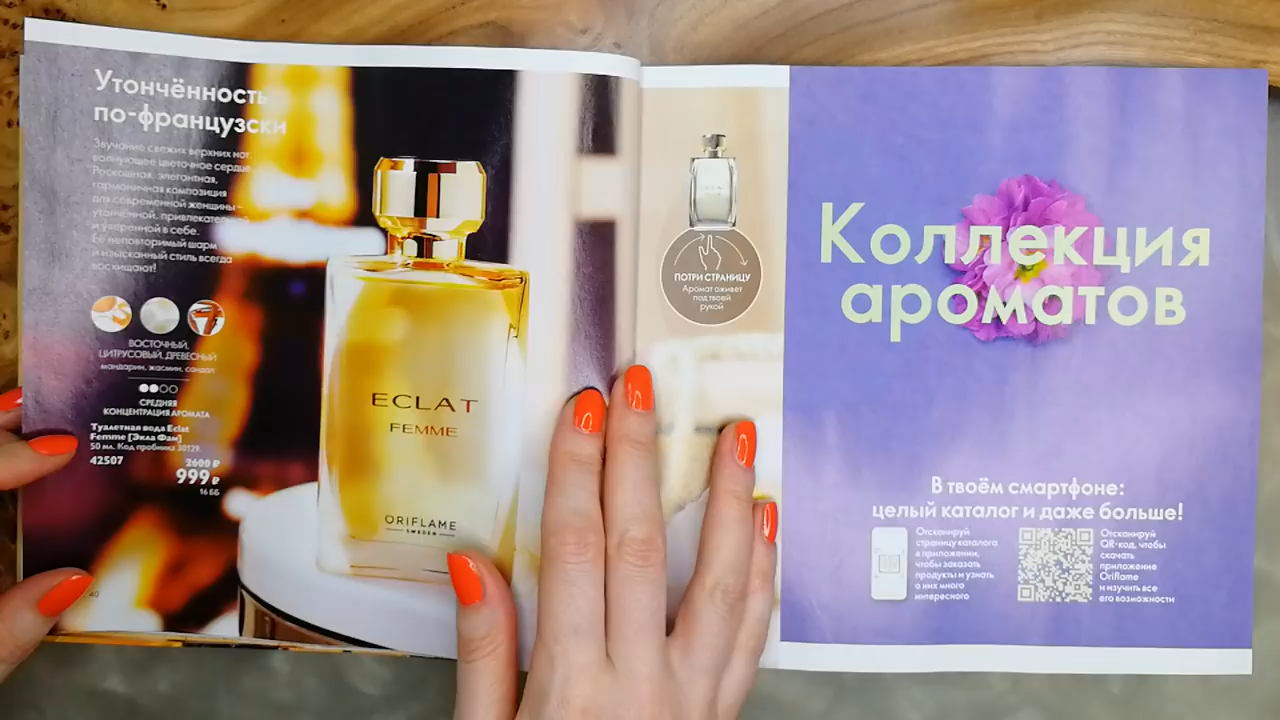 Утончённость
по-французски
Звучание свежих верхних нот,
волнующее цветочное сердце.
Роскошная, элегантная,
гармоничная композиция
для современной женщины –
утончённой, привлекательной
и уверенной в себе.
Её неповторимый шарм
и изысканный стиль всегда
восхищают!
ВОСТОЧНЫЙ,
ЦИТРУСОВЫЙ, ДРЕВЕСНЫЙ
мандарин, жасмин, сандал
СРЕДНЯЯ
КОНЦЕНТРАЦИЯ АРОМАТА
Туалетная вода Eclat
Femme [Экла Фам]
50 мл. Код пробника 30129.
42507 2600 ₽
999 ₽
16 ББ
40
ECLAT
FEMME
ORIFLAME
SWEDEN
ECLAT
FEMME
ПОТРИ СТРАНИЦУ
Аромат оживет
под твоей
рукой
Коллекция
ароматов
В твоём смартфоне:
целый каталог и даже больше!
Отсканируй
страницу каталога
в приложении,
чтобы заказать
продукты и узнать
о них много
интересного
Отсканируй
QR-код, чтобы
скачать
приложение
Oriflame
и изучить все
его возможности